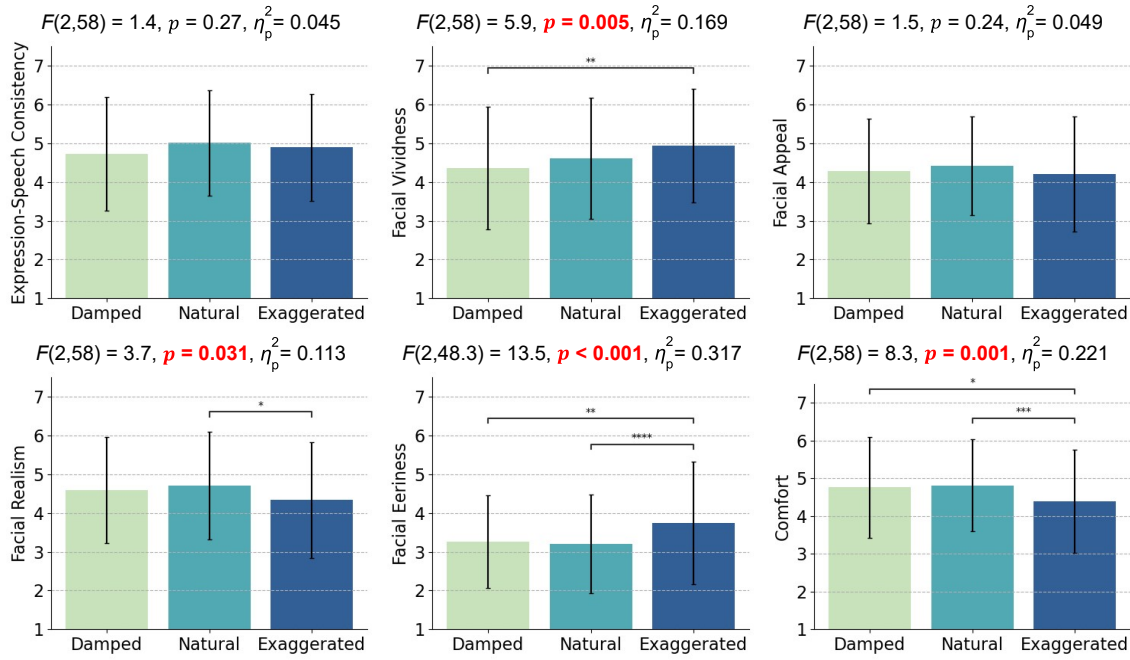 F(2,58) = 1.4, p = 0.27, η²p = 0.045
Expression-Speech Consistency
7
6
5
4
3
2
1
Damped Natural Exaggerated
F(2,58) = 5.9, p = 0.005, η²p = 0.169
Facial Vividness
7
6
5
4
3
2
1
**
Damped Natural Exaggerated
F(2,58) = 1.5, p = 0.24, η²p = 0.049
Facial Appeal
7
6
5
4
3
2
1
Damped Natural Exaggerated
F(2,58) = 3.7, p = 0.031, η²p = 0.113
Facial Realism
7
6
5
4
3
2
1
*
Damped Natural Exaggerated
F(2,48.3) = 13.5, p < 0.001, η²p = 0.317
Facial Eeriness
7
6
5
4
3
2
1
**
****
Damped Natural Exaggerated
F(2,58) = 8.3, p = 0.001, η²p = 0.221
Comfort
7
6
5
4
3
2
1
*
***
Damped Natural Exaggerated